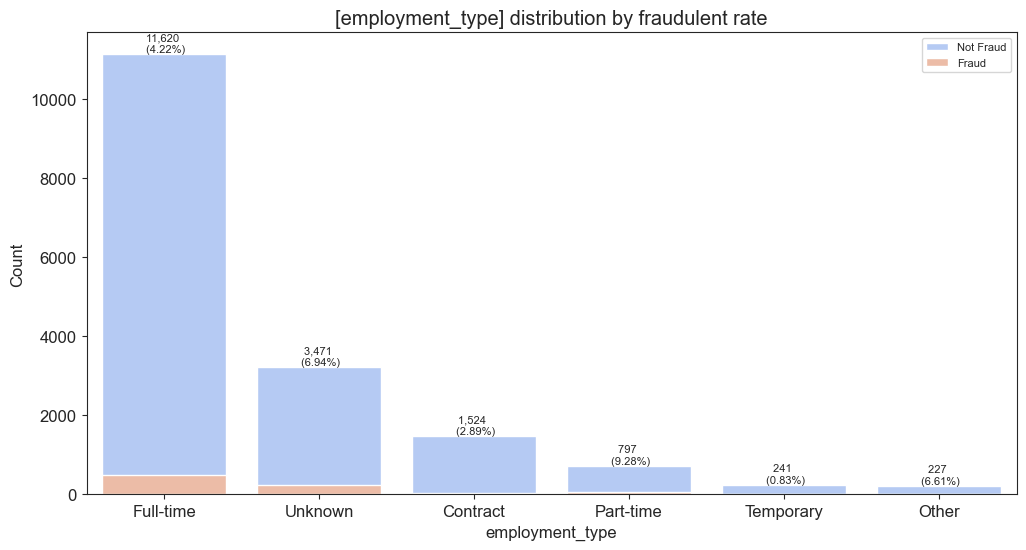 [employment_type] distribution by fraudulent rate
Not Fraud
Fraud
11,620
(4.22%)
3,471
(6.94%)
1,524
(2.89%)
797
(9.28%)
241
(0.83%)
227
(6.61%)
Count
10000
8000
6000
4000
2000
0
Full-time
Unknown
Contract
Part-time
Temporary
Other
employment_type